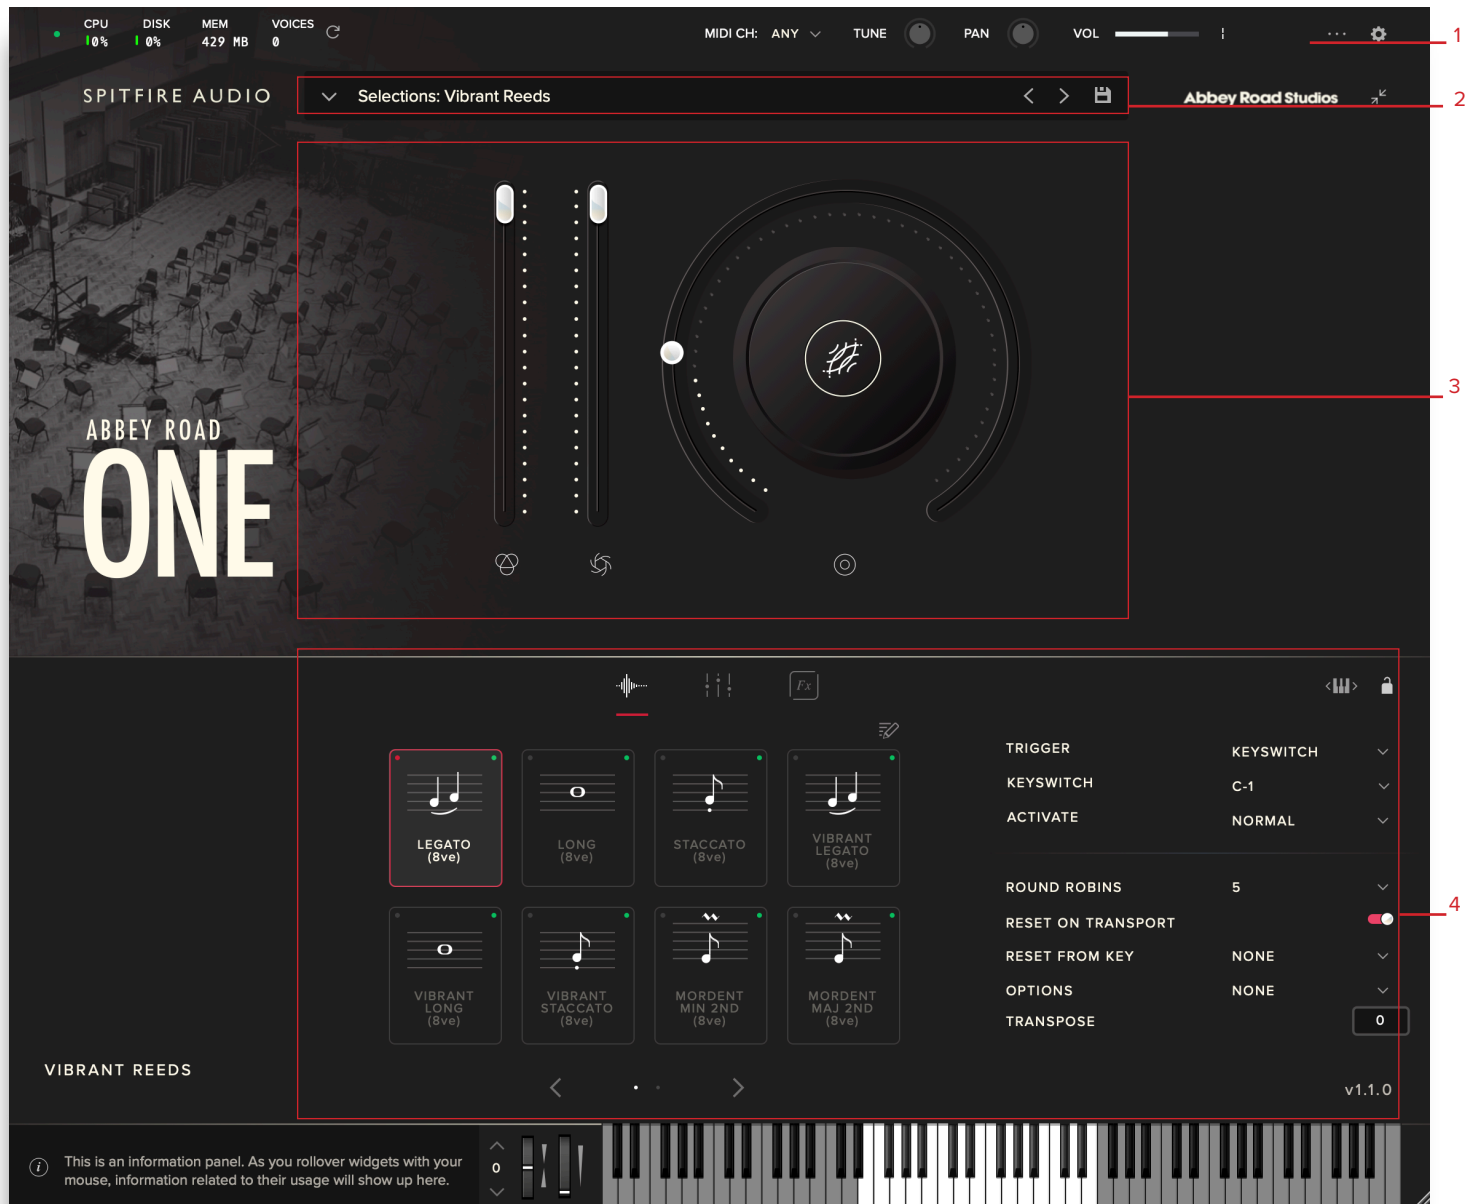 CPU DISK MEM VOICES
0% 0% 429 MB 0
MIDI CH: ANY TUNE PAN VOL
1
SPITFIRE AUDIO
Selections: Vibrant Reeds
Abbey Road Studios
2
3
ABBEY ROAD
ONE
Fx
TRIGGER KEYSWITCH
KEYSWITCH C-1
ACTIVATE NORMAL
LEGATO
(8ve)
LONG
(8ve)
STACCATO
(8ve)
VIBRANT
LEGATO
(8ve)
ROUND ROBINS 5
RESET ON TRANSPORT
RESET FROM KEY NONE
OPTIONS NONE
TRANSPOSE 0
4
VIBRANT
LONG
(8ve)
VIBRANT
STACCATO
(8ve)
MORDENT
MIN 2ND
(8ve)
MORDENT
MAJ 2ND
(8ve)
VIBRANT REEDS
v1.1.0
i
This is an information panel. As you rollover widgets with your
mouse, information related to their usage will show up here.
0